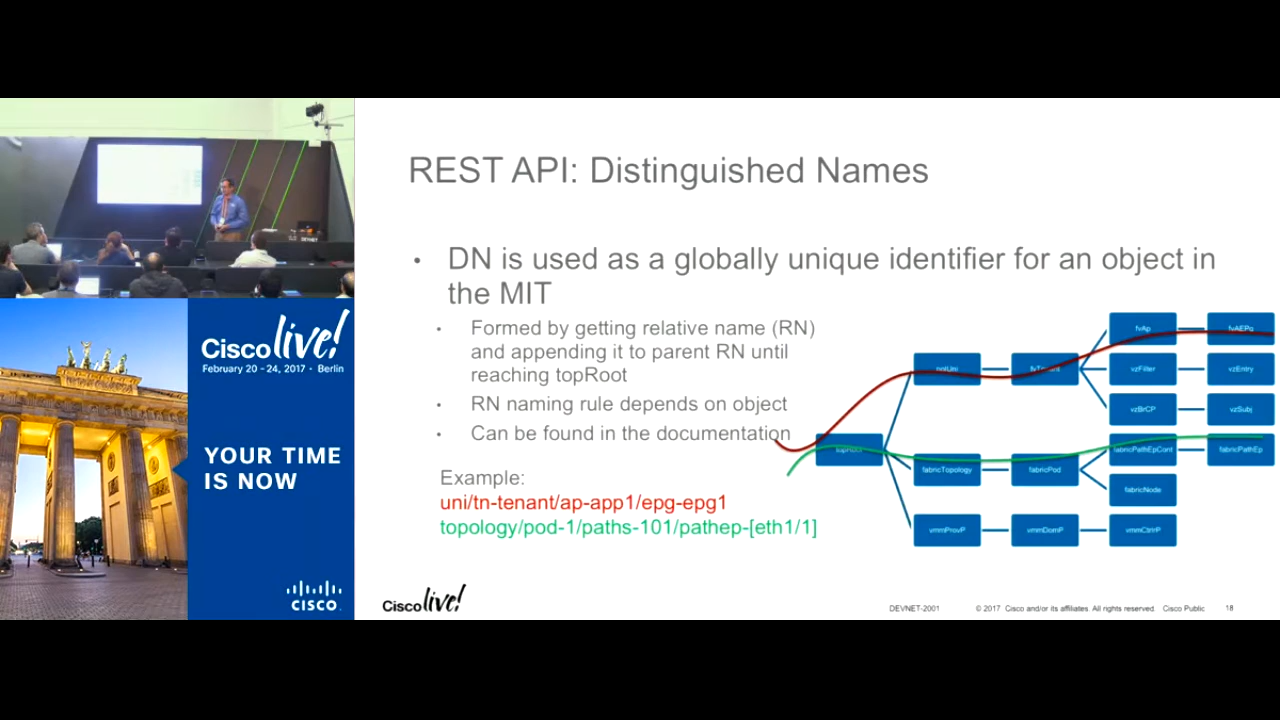 REST API: Distinguished Names
• DN is used as a globally unique identifier for an object in
the MIT
• Formed by getting relative name (RN)
and appending it to parent RN until
reaching topRoot
• RN naming rule depends on object
• Can be found in the documentation
Example:
uni/tn-tenant/ap-app1/epg-epg1
topology/pod-1/paths-101/pathep-[eth1/1]
fvAp
fvAEPg
polUni
fvTenant
vzFilter
vzEntry
vzBrCP
vzSubj
topRoot
fabricTopology
fabricPod
fabricPathEpCont
fabricPathEp
fabricNode
vmmProvP
vmmDomP
vmmCtrlrP
Cisco live!
DEVNET-2001
© 2017 Cisco and/or its affiliates. All rights reserved. Cisco Public
18
DEVNET
Cisco live!
February 20 - 24, 2017 • Berlin
YOUR TIME
IS NOW
CISCO